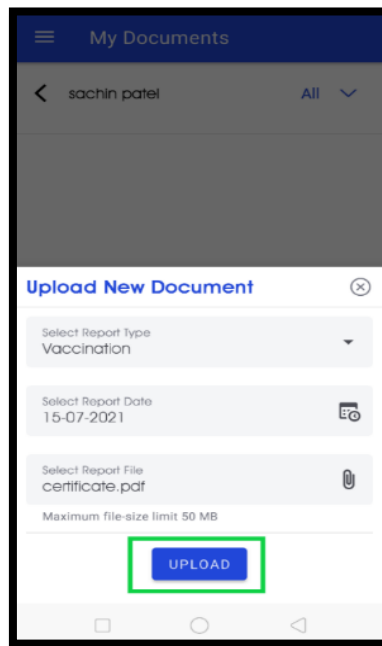 My Documents
sachin patel All
Upload New Document
Select Report Type
Vaccination
Select Report Date
15-07-2021
Select Report File
certificate.pdf
Maximum file-size limit 50 MB
UPLOAD